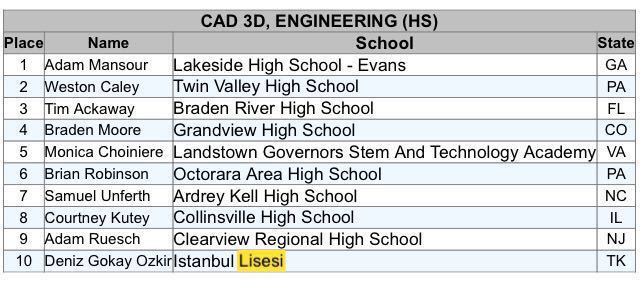 CAD 3D, ENGINEERING (HS)
Place Name School State
1 Adam Mansour Lakeside High School - Evans GA
2 Weston Caley Twin Valley High School PA
3 Tim Ackaway Braden River High School FL
4 Braden Moore Grandview High School CO
5 Monica Choiniere Landstown Governors Stem And Technology Academy VA
6 Brian Robinson Octorara Area High School PA
7 Samuel Unferth Ardrey Kell High School NC
8 Courtney Kutey Collinsville High School IL
9 Adam Ruesch Clearview Regional High School NJ
10 Deniz Gokay Ozkir Istanbul Lisesi TK